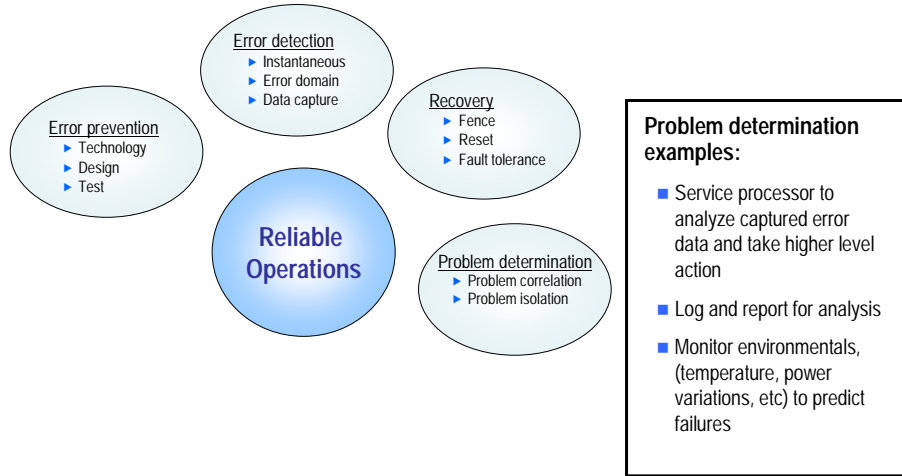 Error detection
Instantaneous
Error domain
Data capture
Error prevention
Technology
Design
Test
Recovery
Fence
Reset
Fault tolerance
Reliable
Operations
Problem determination
Problem correlation
Problem isolation
Problem determination
examples:
Service processor to
analyze captured error
data and take higher level
action
Log and report for analysis
Monitor environmentals,
(temperature, power
variations, etc) to predict
failures